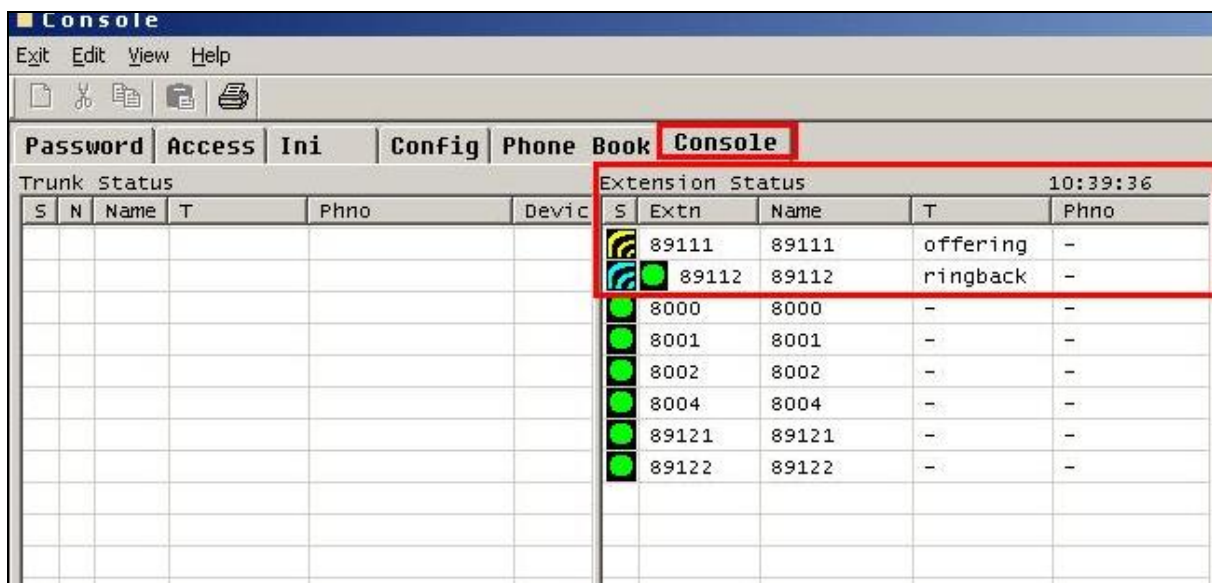 Console
Exit Edit View Help
Password Access Ini Config Phone Book Console
Trunk Status
S N Name T Phno Devic
Extension Status 10:39:36
S Extn Name T Phno
89111 89111 offering -
89112 89112 ringback -
8000 8000 - -
8001 8001 - -
8002 8002 - -
8004 8004 - -
89121 89121 - -
89122 89122 - -